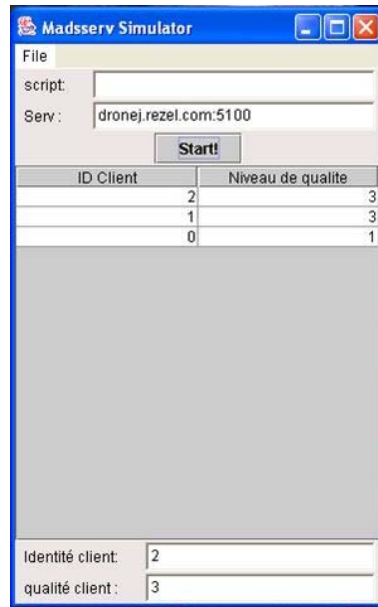 Madsserv Simulator
File
script:
Serv : dronej.rezel.com:5100
Start!
ID Client Niveau de qualite
2 3
1 3
0 1
Identité client: 2
qualité client : 3